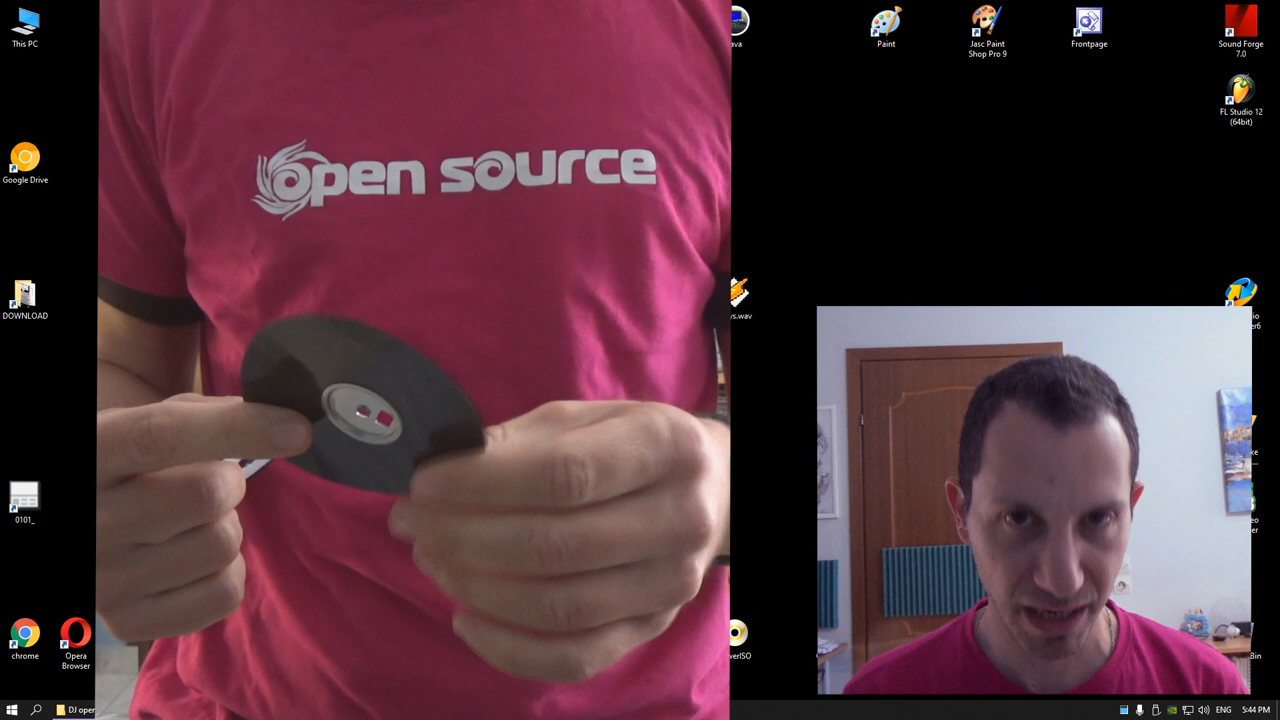 This PC
Paint
Jasc Paint
Shop Pro 9
Frontpage
Sound Forge
7.0
FL Studio 12
(64bit)
open source
Google Drive
DOWNLOAD
0101_
chrome
Opera
Browser
Bin
DJ oper
ENG
5:44 PM